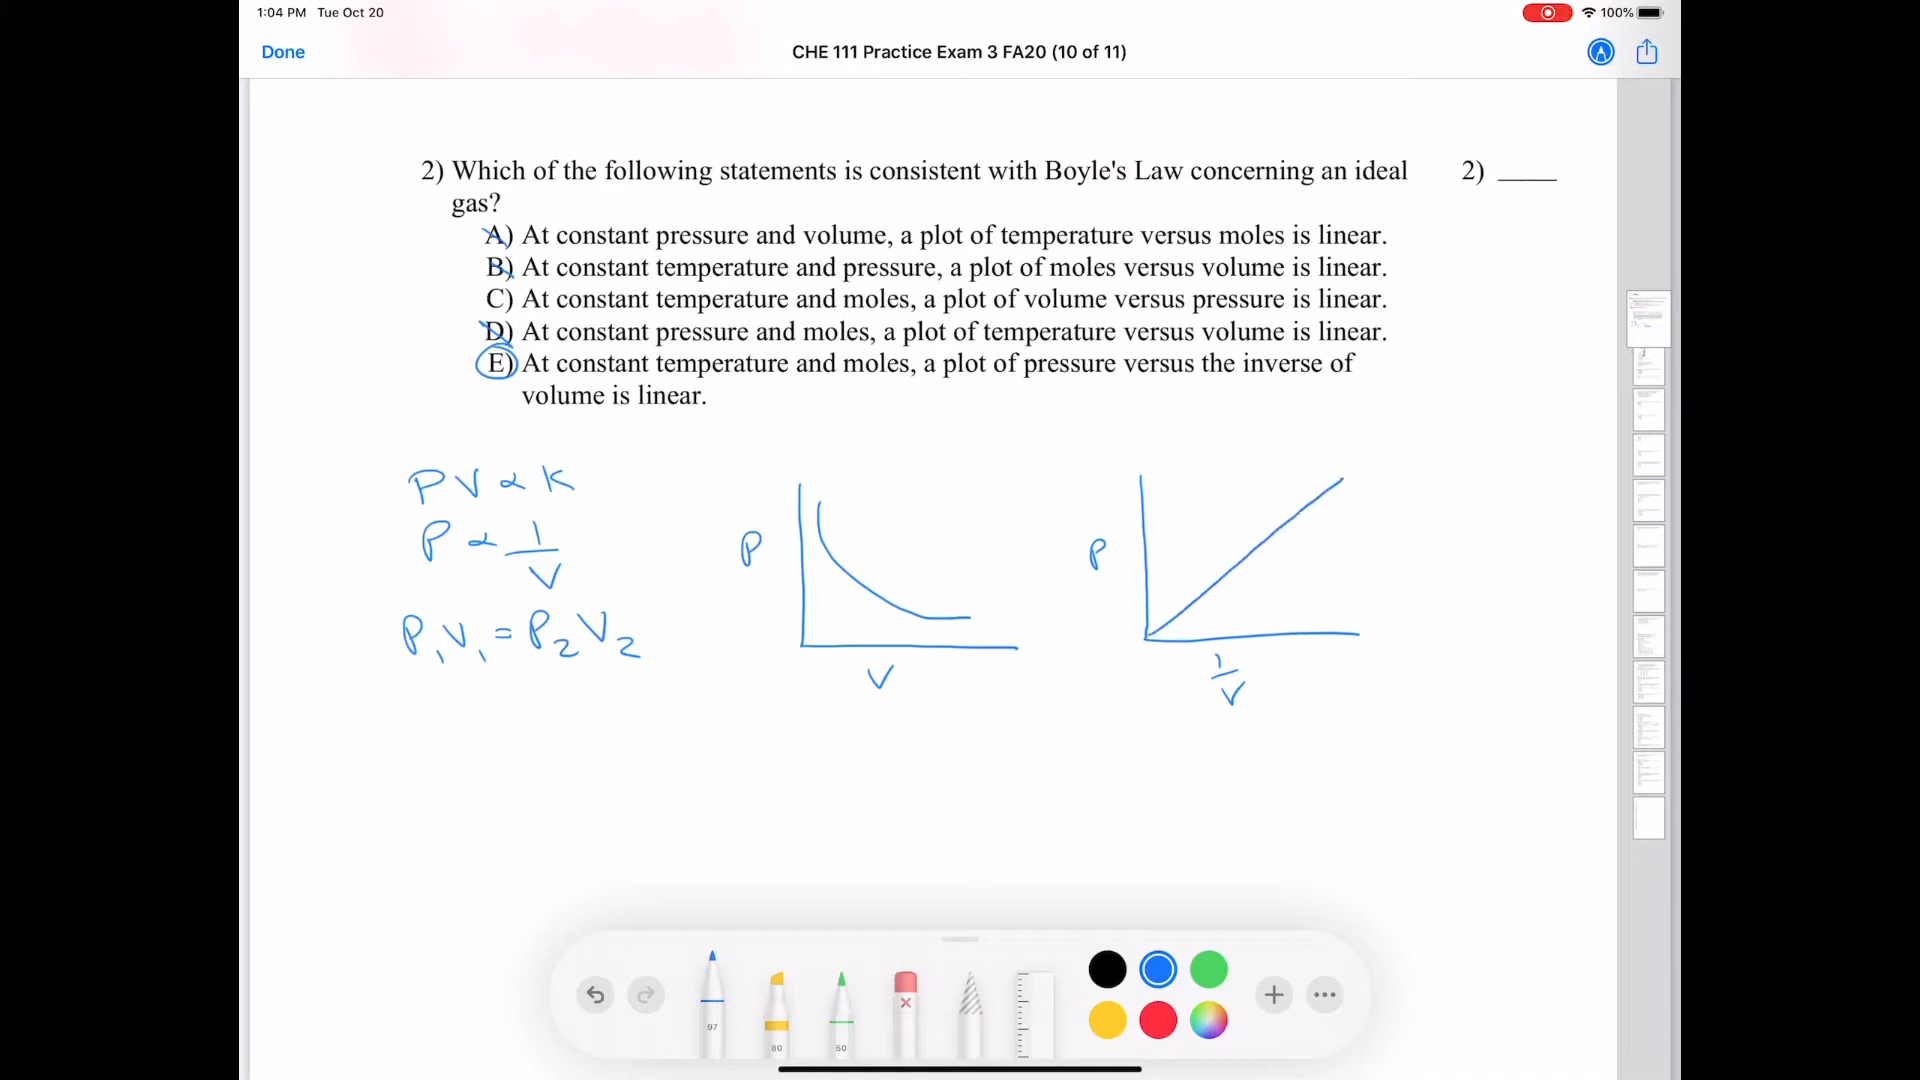 1:04 PM Tue Oct 20
100%
Done
CHE 111 Practice Exam 3 FA20 (10 of 11)
2) Which of the following statements is consistent with Boyle's Law concerning an ideal
gas?
2) ____
A) At constant pressure and volume, a plot of temperature versus moles is linear.
B) At constant temperature and pressure, a plot of moles versus volume is linear.
C) At constant temperature and moles, a plot of volume versus pressure is linear.
D) At constant pressure and moles, a plot of temperature versus volume is linear.
E) At constant temperature and moles, a plot of pressure versus the inverse of
volume is linear.
PV ∝ K
P ∝ 1/V
P₁V₁ = P₂V₂
P
V
P
1/V
97
80
50